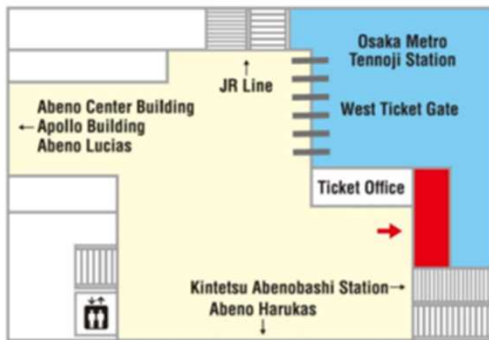 Osaka Metro
Tennoji Station
JR Line
West Ticket Gate
Abeno Center Building
Apollo Building
Abeno Lucias
Ticket Office
Kintetsu Abenobashi Station
Abeno Harukas